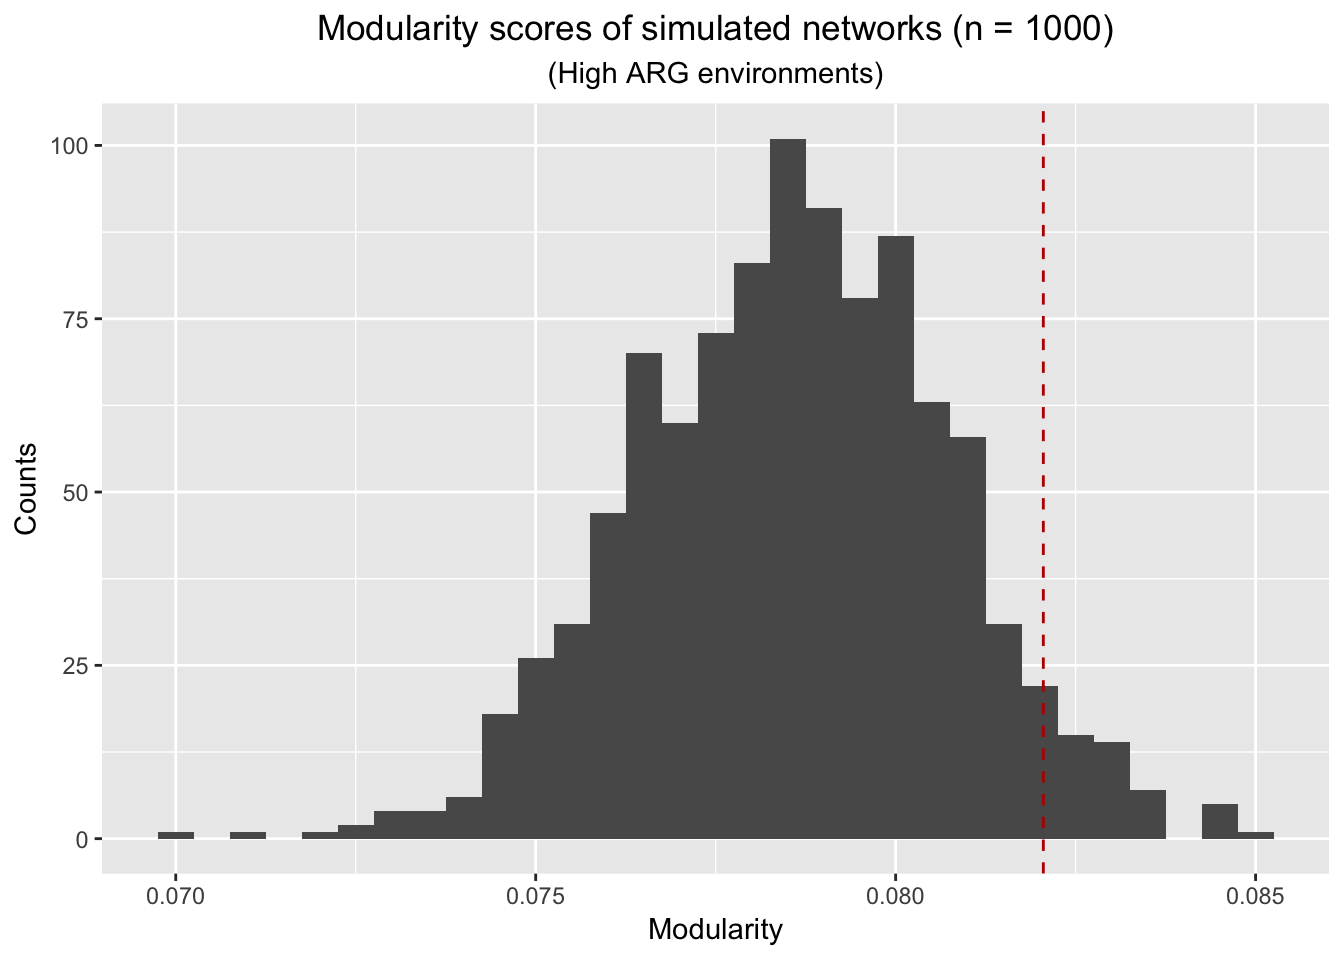 Modularity scores of simulated networks (n = 1000)
(High ARG environments)
100
75
50
25
0
Counts
0.070 0.075 0.080 0.085
Modularity